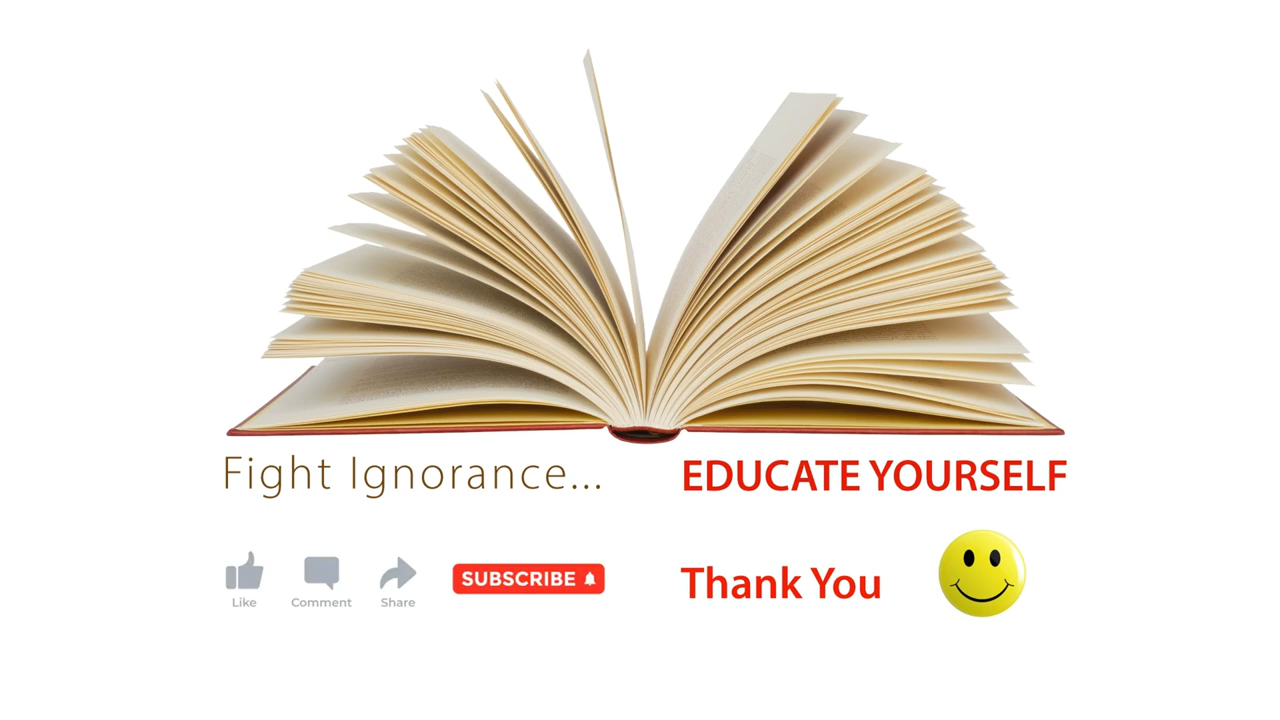 Fight Ignorance...
EDUCATE YOURSELF
Like
Comment
Share
SUBSCRIBE
Thank You